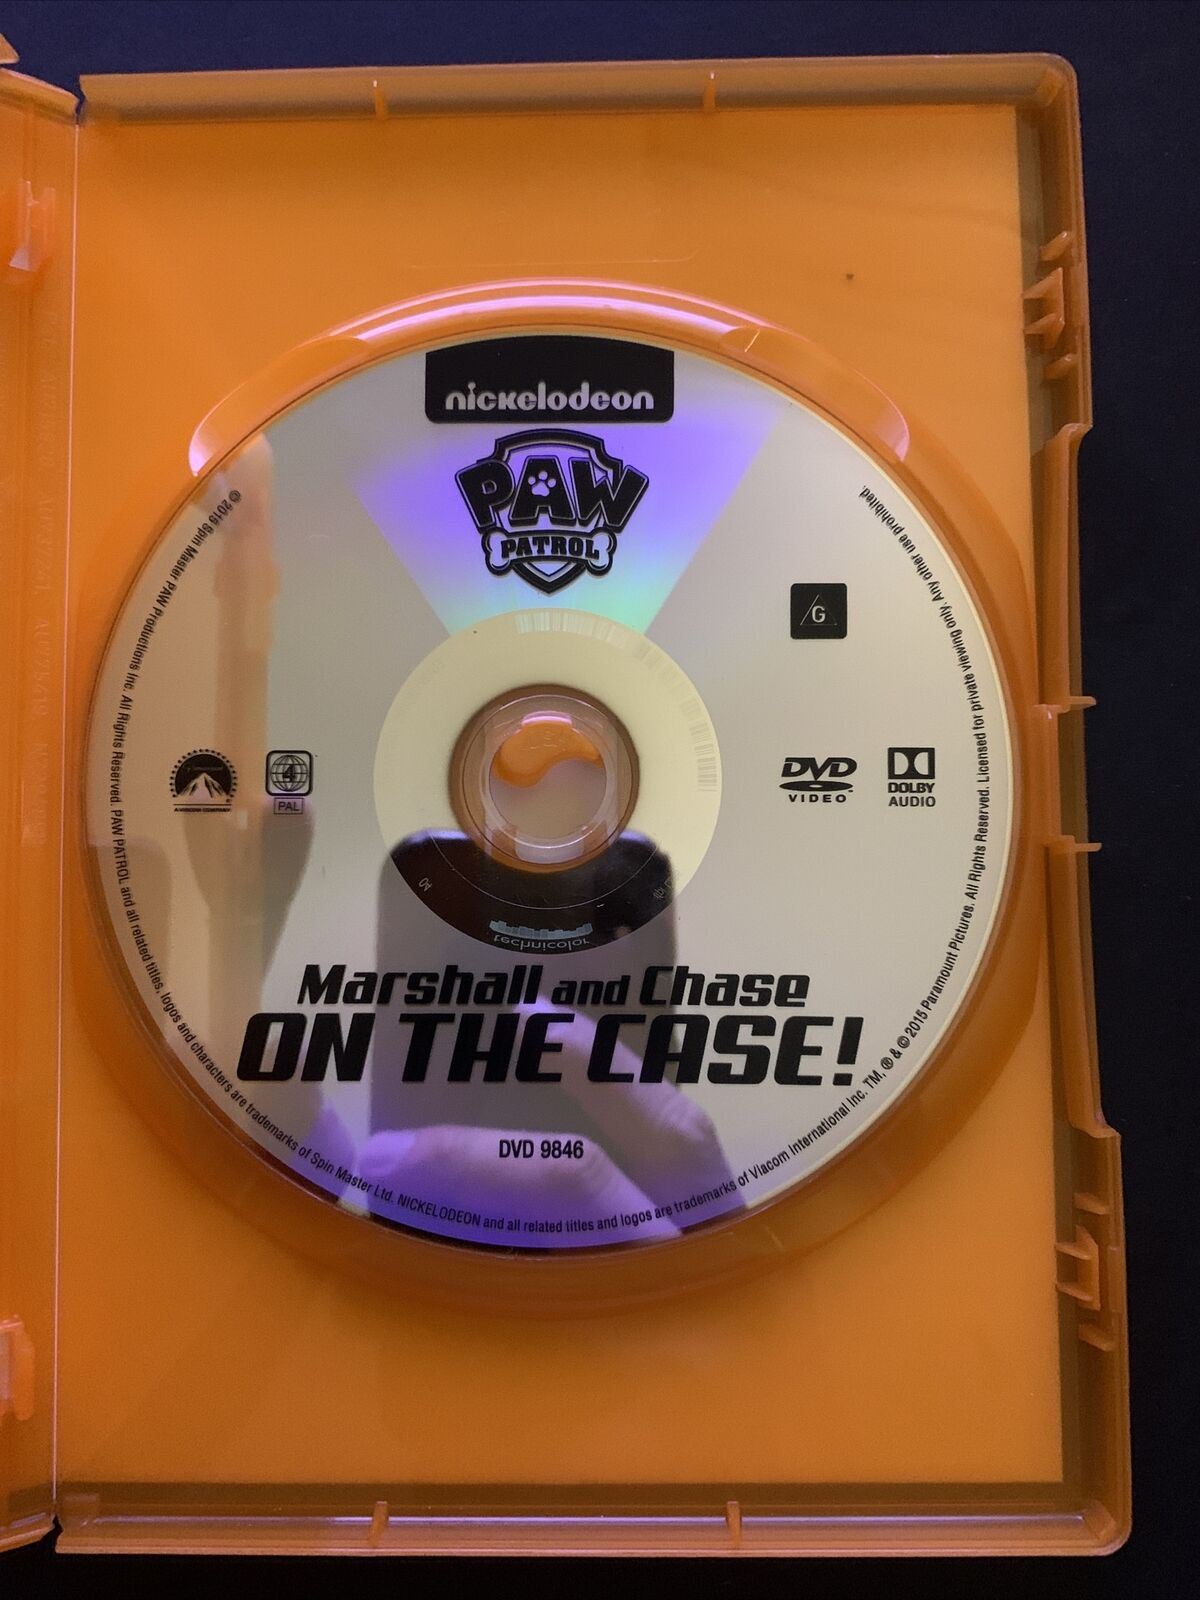 nickelodeon
PAW
PATROL
G
A VIACOM COMPANY
4
PAL
DVD
VIDEO
DOLBY
AUDIO
technicolor
Marshall and Chase
ON THE CASE!
DVD 9846
© 2015 Spin Master PAW Productions Inc. All Rights Reserved. PAW PATROL and all related titles, logos and characters are trademarks of Spin Master Ltd. NICKELODEON and all related titles and logos are trademarks of Viacom International Inc. TM, ® & © 2015 Paramount Pictures. All Rights Reserved. Licensed for private viewing only. Any other use prohibited.